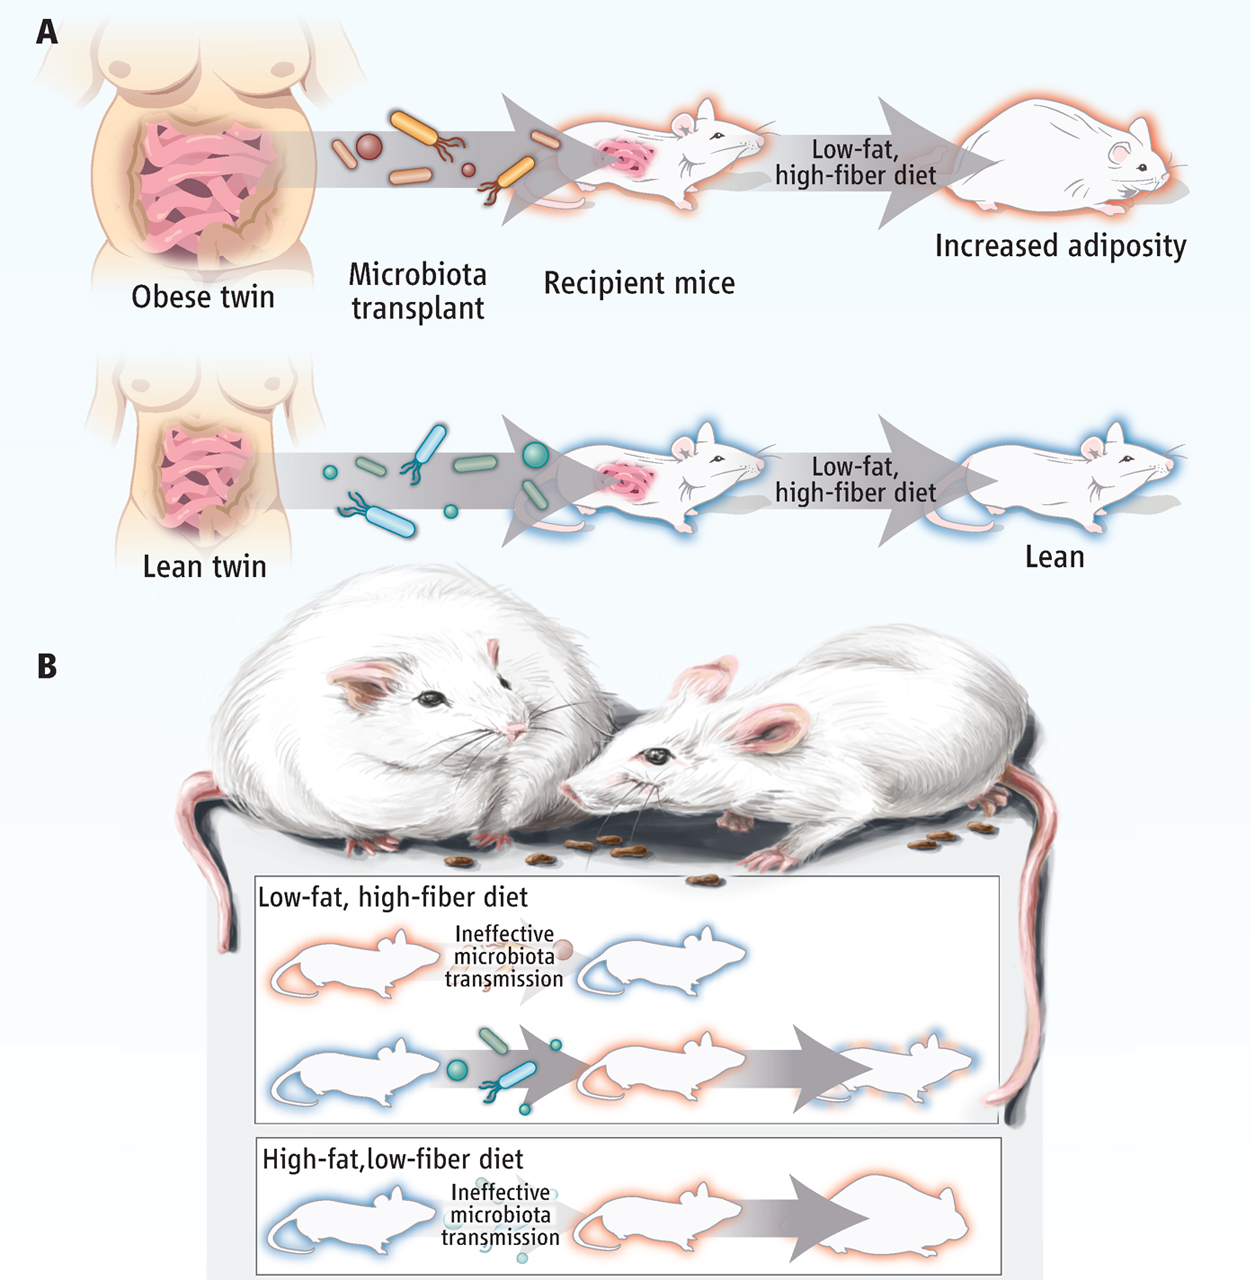 A
Obese twin
Microbiota
transplant
Recipient mice
Low-fat,
high-fiber diet
Increased adiposity
Lean twin
Low-fat,
high-fiber diet
Lean
B
Low-fat, high-fiber diet
Ineffective
microbiota
transmission
High-fat,low-fiber diet
Ineffective
microbiota
transmission